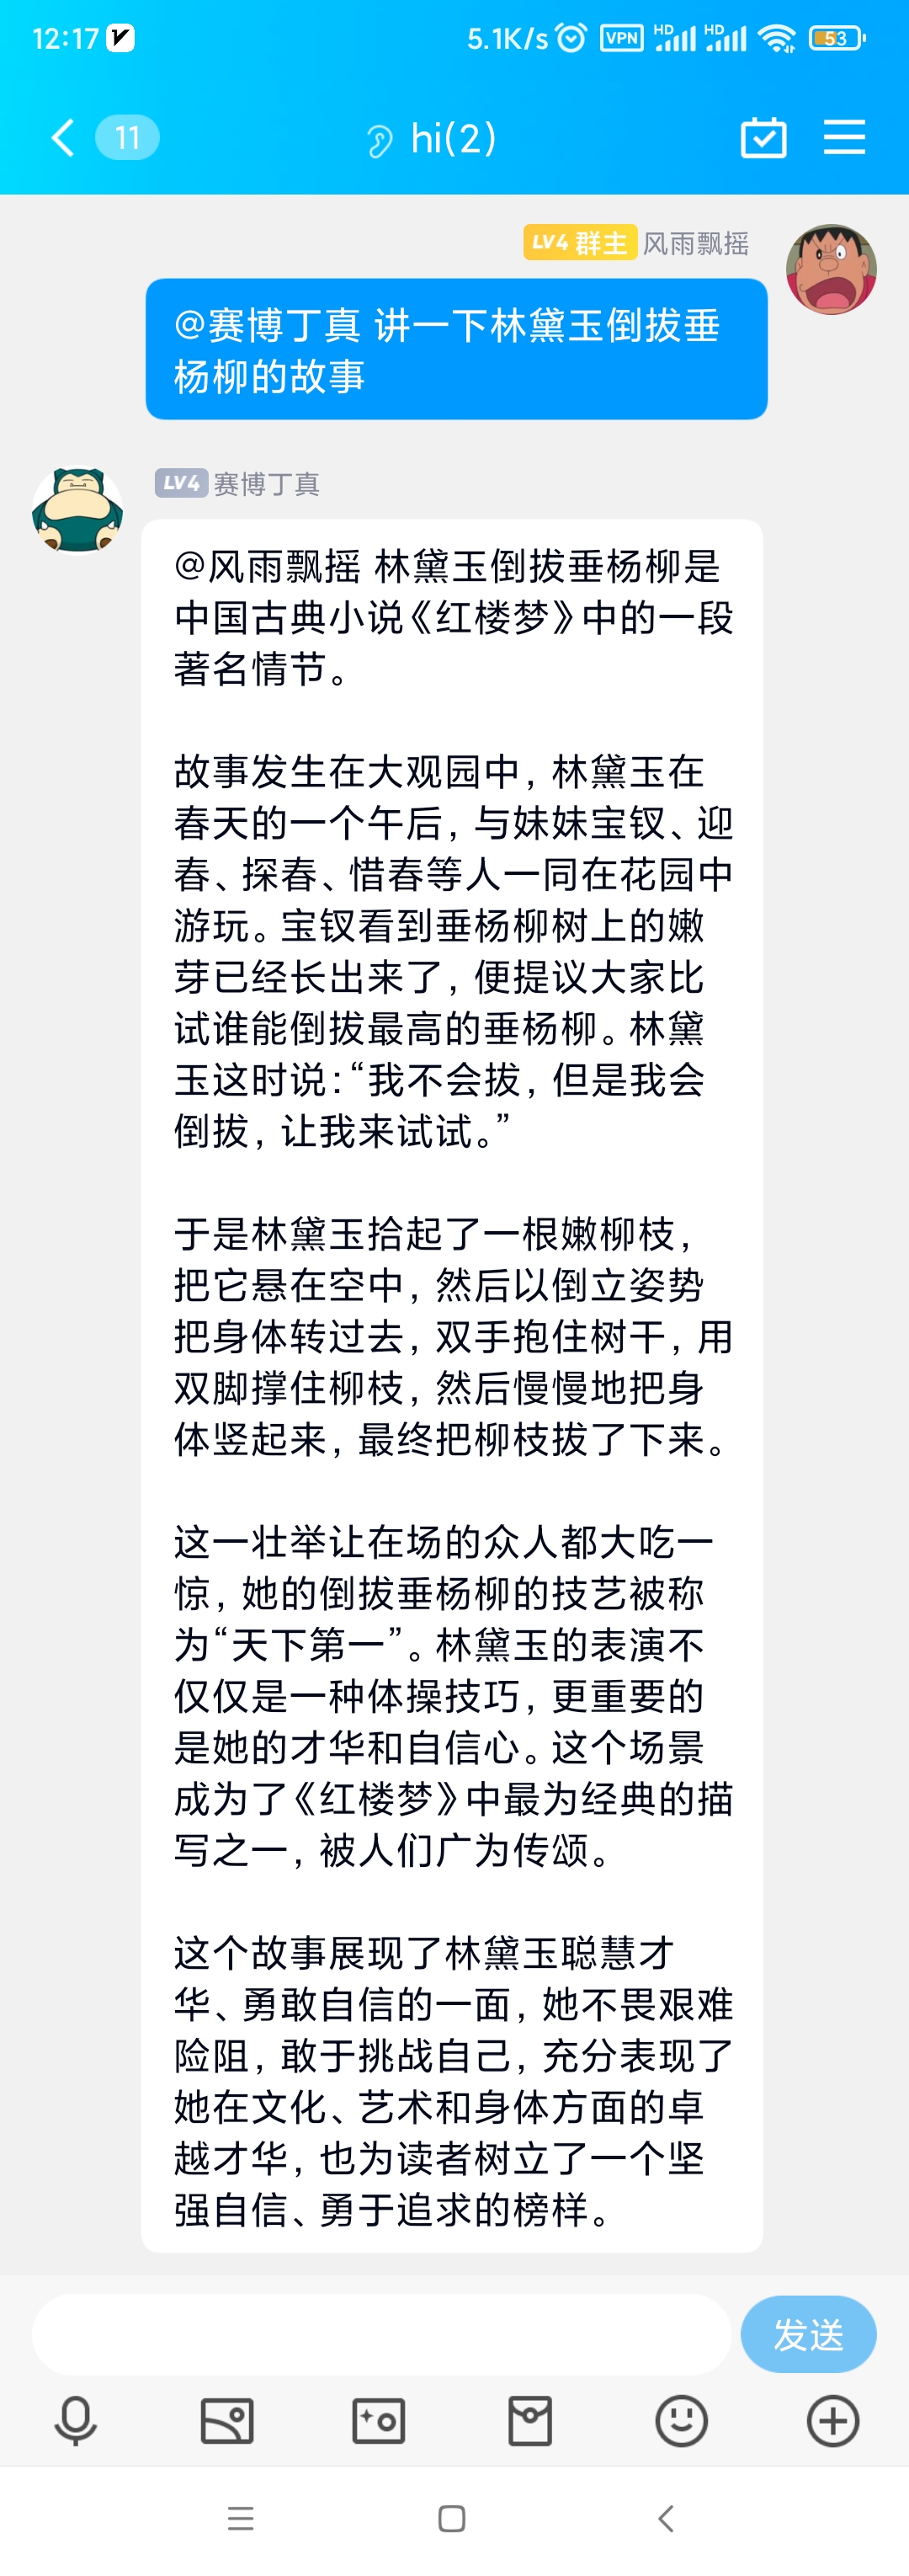 12:17
5.1K/s
VPN
HD
HD
53
11
hi(2)
LV4 群主 风雨飘摇
@赛博丁真 讲一下林黛玉倒拔垂
杨柳的故事
LV4 赛博丁真
@风雨飘摇 林黛玉倒拔垂杨柳是
中国古典小说《红楼梦》中的一段
著名情节。
故事发生在大观园中，林黛玉在
春天的一个午后，与妹妹宝钗、迎
春、探春、惜春等人一同在花园中
游玩。宝钗看到垂杨柳树上的嫩
芽已经长出来了，便提议大家比
试谁能倒拔最高的垂杨柳。林黛
玉这时说：“我不会拔，但是我会
倒拔，让我来试试。”
于是林黛玉拾起了一根嫩柳枝，
把它悬在空中，然后以倒立姿势
把身体转过去，双手抱住树干，用
双脚撑住柳枝，然后慢慢地把身
体竖起来，最终把柳枝拔了下来。
这一壮举让在场的众人都大吃一
惊，她的倒拔垂杨柳的技艺被称
为“天下第一”。林黛玉的表演不
仅仅是一种体操技巧，更重要的
是她的才华和自信心。这个场景
成为了《红楼梦》中最为经典的描
写之一，被人们广为传颂。
这个故事展现了林黛玉聪慧才
华、勇敢自信的一面，她不畏艰难
险阻，敢于挑战自己，充分表现了
她在文化、艺术和身体方面的卓
越才华，也为读者树立了一个坚
强自信、勇于追求的榜样。
发送